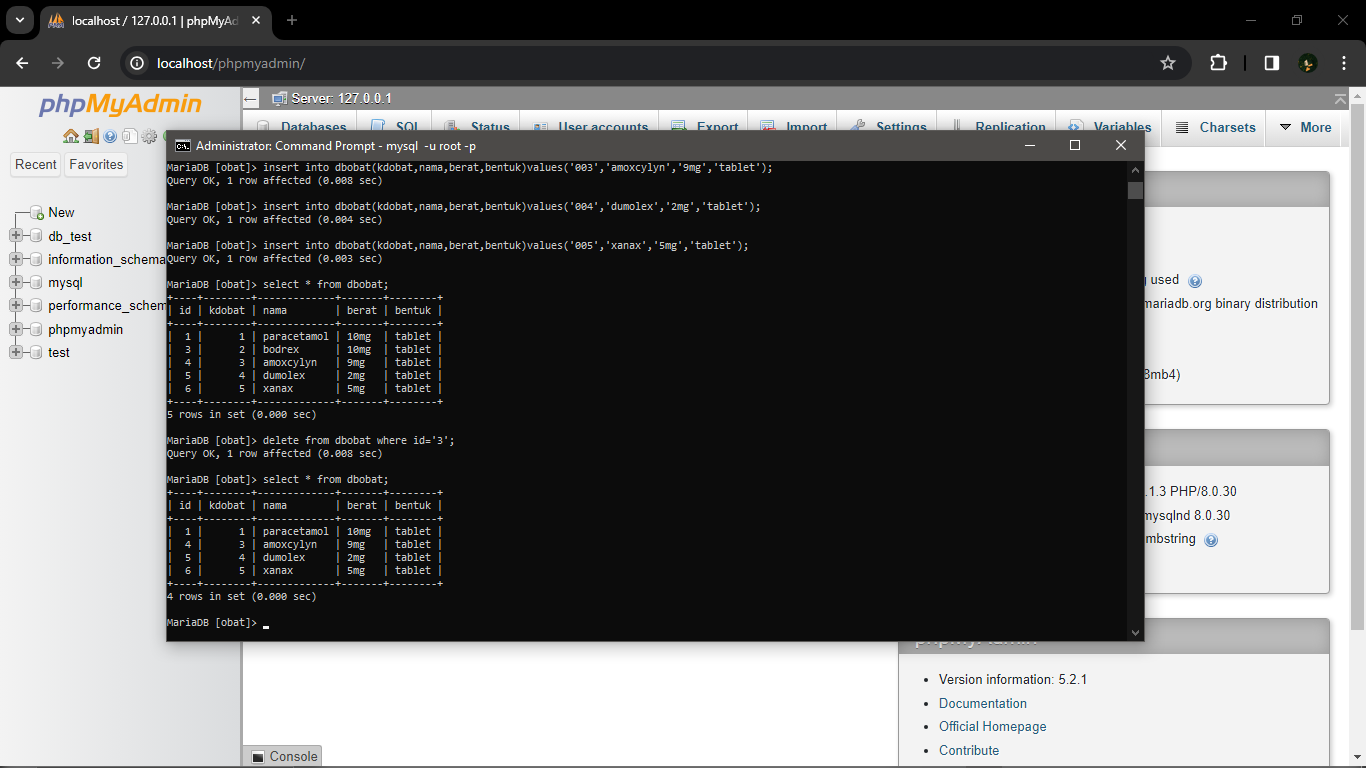 localhost / 127.0.0.1 | phpMyAd
localhost/phpmyadmin/
phpMyAdmin
Recent
Favorites
New
db_test
information_schema
mysql
performance_schem
phpmyadmin
test
Server: 127.0.0.1
Databases
SQL
Status
User accounts
Export
Import
Settings
Replication
Variables
Charsets
More
Administrator: Command Prompt - mysql -u root -p
MariaDB [obat]> insert into dbobat(kdobat,nama,berat,bentuk)values('003','amoxcylyn','9mg','tablet');
Query OK, 1 row affected (0.008 sec)
MariaDB [obat]> insert into dbobat(kdobat,nama,berat,bentuk)values('004','dumolex','2mg','tablet');
Query OK, 1 row affected (0.004 sec)
MariaDB [obat]> insert into dbobat(kdobat,nama,berat,bentuk)values('005','xanax','5mg','tablet');
Query OK, 1 row affected (0.003 sec)
MariaDB [obat]> select * from dbobat;
+----+--------+-------------+-------+--------+
| id | kdobat | nama        | berat | bentuk |
+----+--------+-------------+-------+--------+
|  1 |      1 | paracetamol | 10mg  | tablet |
|  3 |      2 | bodrex      | 10mg  | tablet |
|  4 |      3 | amoxcylyn   | 9mg   | tablet |
|  5 |      4 | dumolex     | 2mg   | tablet |
|  6 |      5 | xanax       | 5mg   | tablet |
+----+--------+-------------+-------+--------+
5 rows in set (0.000 sec)
MariaDB [obat]> delete from dbobat where id='3';
Query OK, 1 row affected (0.008 sec)
MariaDB [obat]> select * from dbobat;
+----+--------+-------------+-------+--------+
| id | kdobat | nama        | berat | bentuk |
+----+--------+-------------+-------+--------+
|  1 |      1 | paracetamol | 10mg  | tablet |
|  4 |      3 | amoxcylyn   | 9mg   | tablet |
|  5 |      4 | dumolex     | 2mg   | tablet |
|  6 |      5 | xanax       | 5mg   | tablet |
+----+--------+-------------+-------+--------+
4 rows in set (0.000 sec)
MariaDB [obat]>
used
mariadb.org binary distribution
3mb4)
.1.3 PHP/8.0.30
mysqlnd 8.0.30
mbstring
phpMyAdmin
Version information: 5.2.1
Documentation
Official Homepage
Contribute
Console